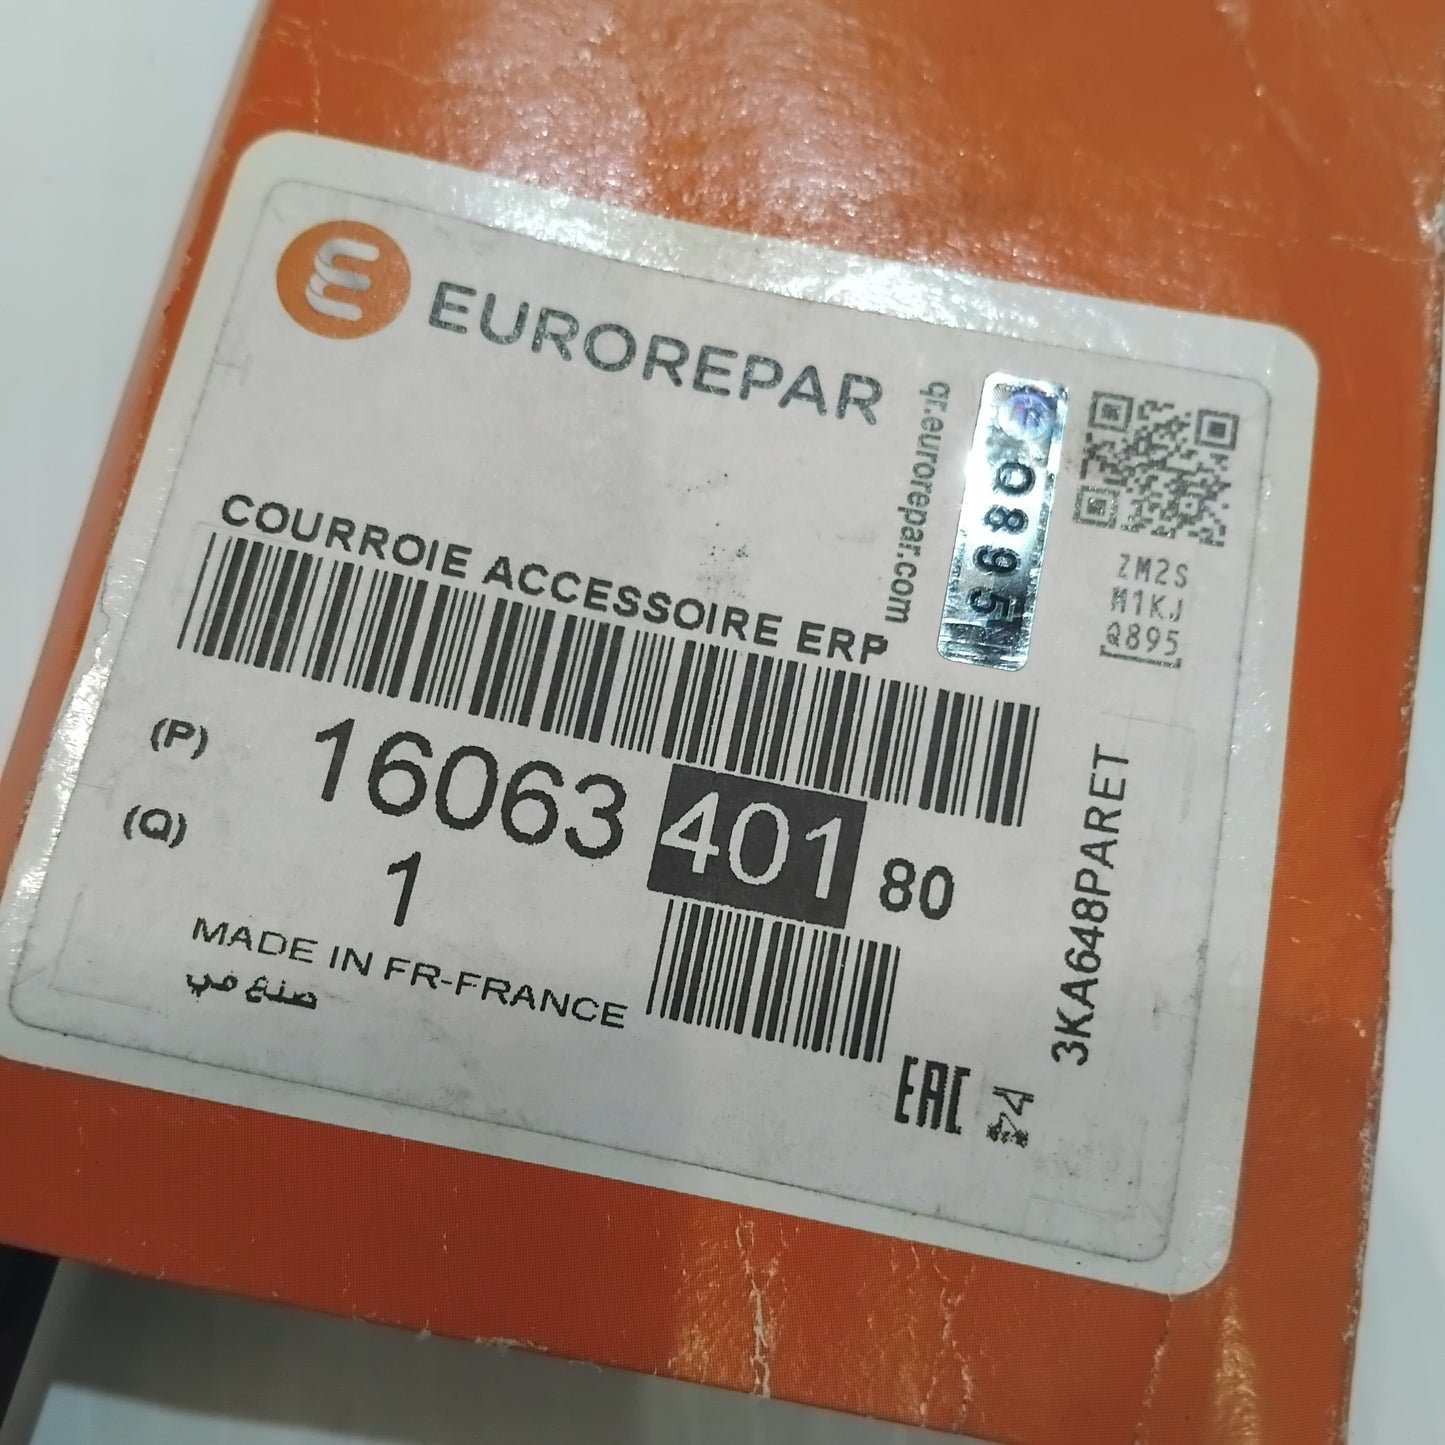 EUROREPAR
qr.eurorepar.com
Q895
ZM2S
M1KJ
Q895
COURROIE ACCESSOIRE ERP
(P) 16063 401 80
(Q) 1
MADE IN FR-FRANCE
صنع في
EAC
3KA648PARET